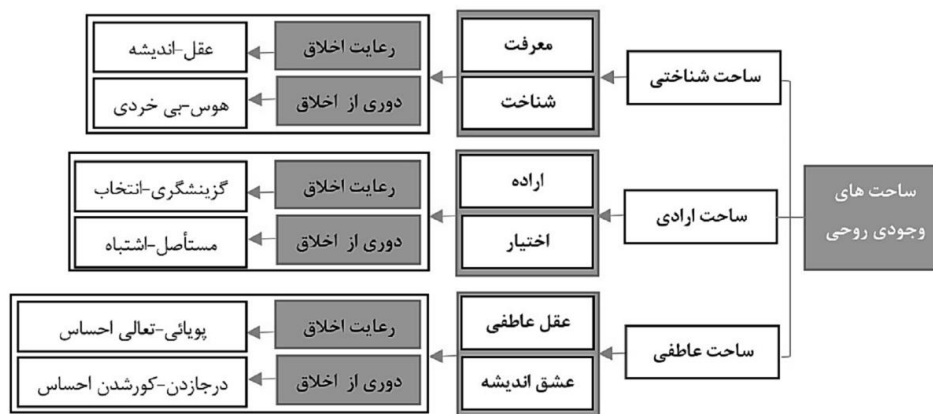 ساحت های
وجودی روحی
ساحت شناختی
معرفت
شناخت
رعایت اخلاق
عقل-اندیشه
دوری از اخلاق
هوس-بی خردی
ساحت ارادی
اراده
اختیار
رعایت اخلاق
گزینشگری-انتخاب
دوری از اخلاق
مستأصل-اشتباه
ساحت عاطفی
عقل عاطفی
عشق اندیشه
رعایت اخلاق
پویائی-تعالی احساس
دوری از اخلاق
درجازدن-کورشدن احساس